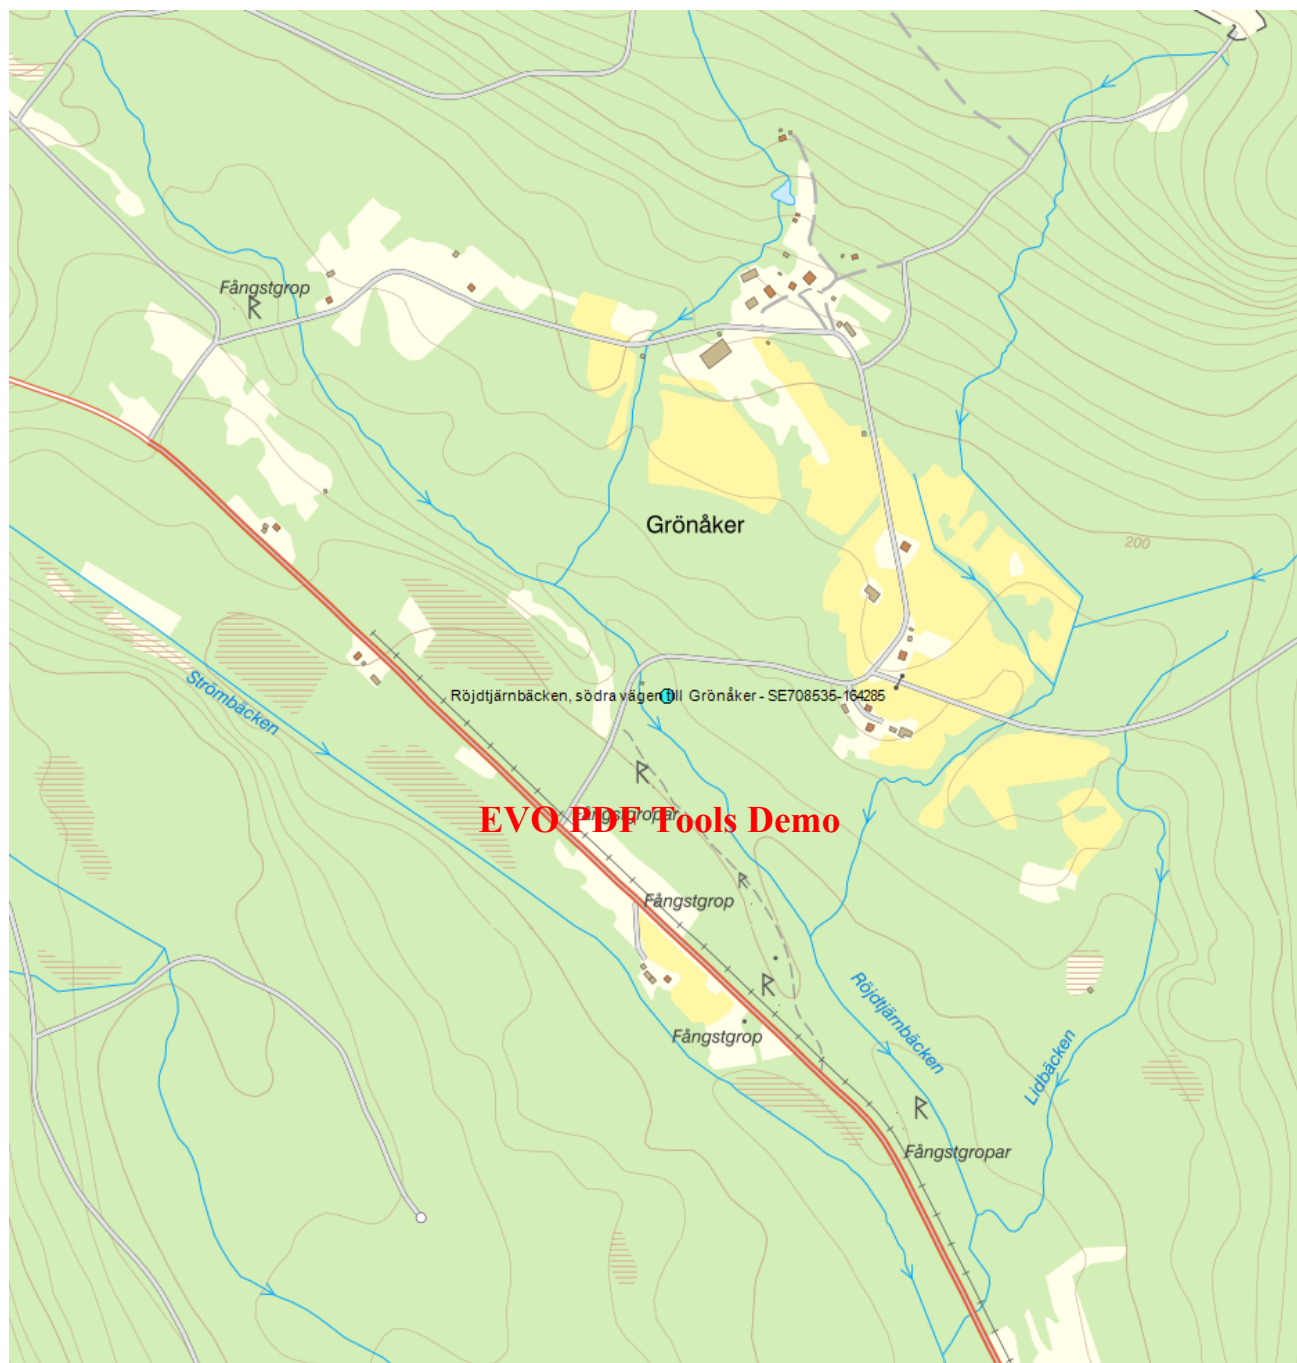 Fångstgrop
Grönåker
200
Strömbäcken
Röjdtjärnbäcken, södra vägen till Grönåker - SE708535-164285
Fångstgropar
EVO PDF Tools Demo
Fångstgrop
Röjdtjärnbäcken
Fångstgrop
Lidbäcken
Fångstgropar